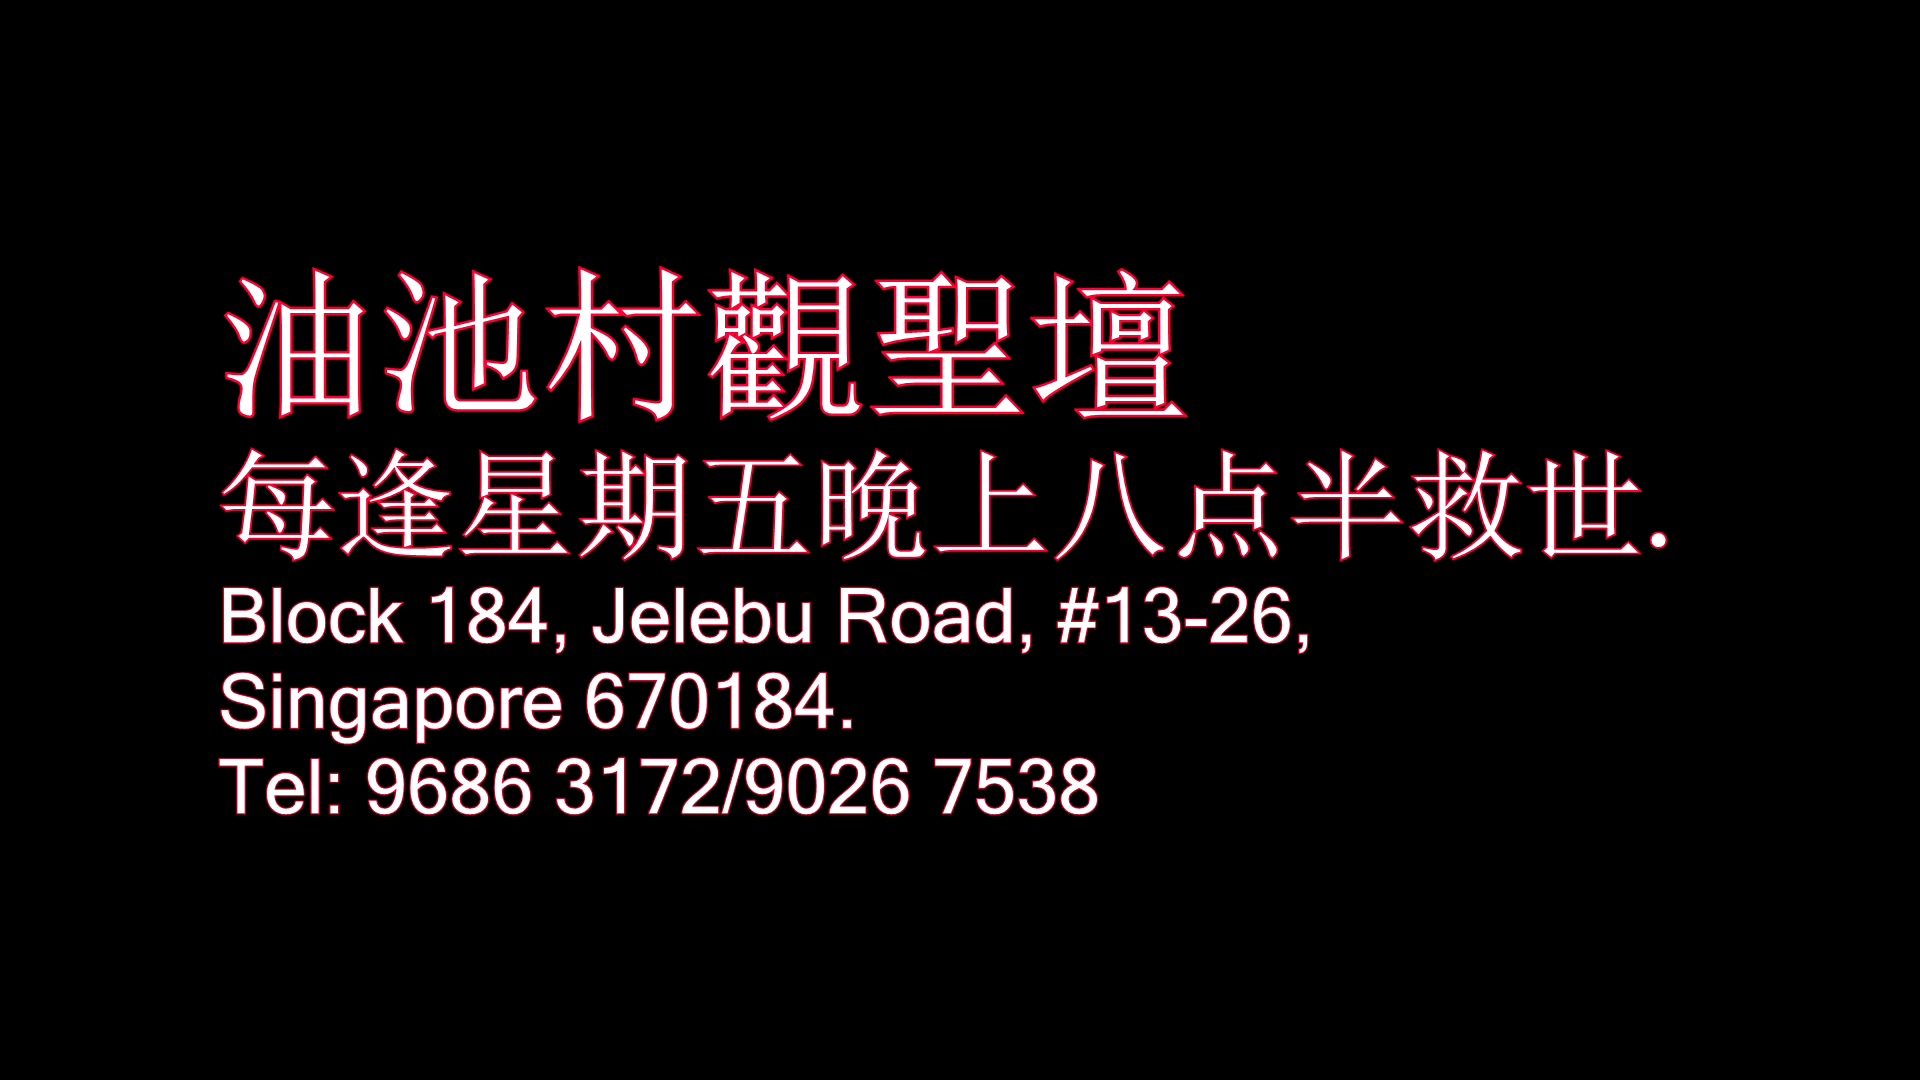 油池村觀聖壇
每逢星期五晚上八点半救世.
Block 184, Jelebu Road, #13-26,
Singapore 670184.
Tel: 9686 3172/9026 7538